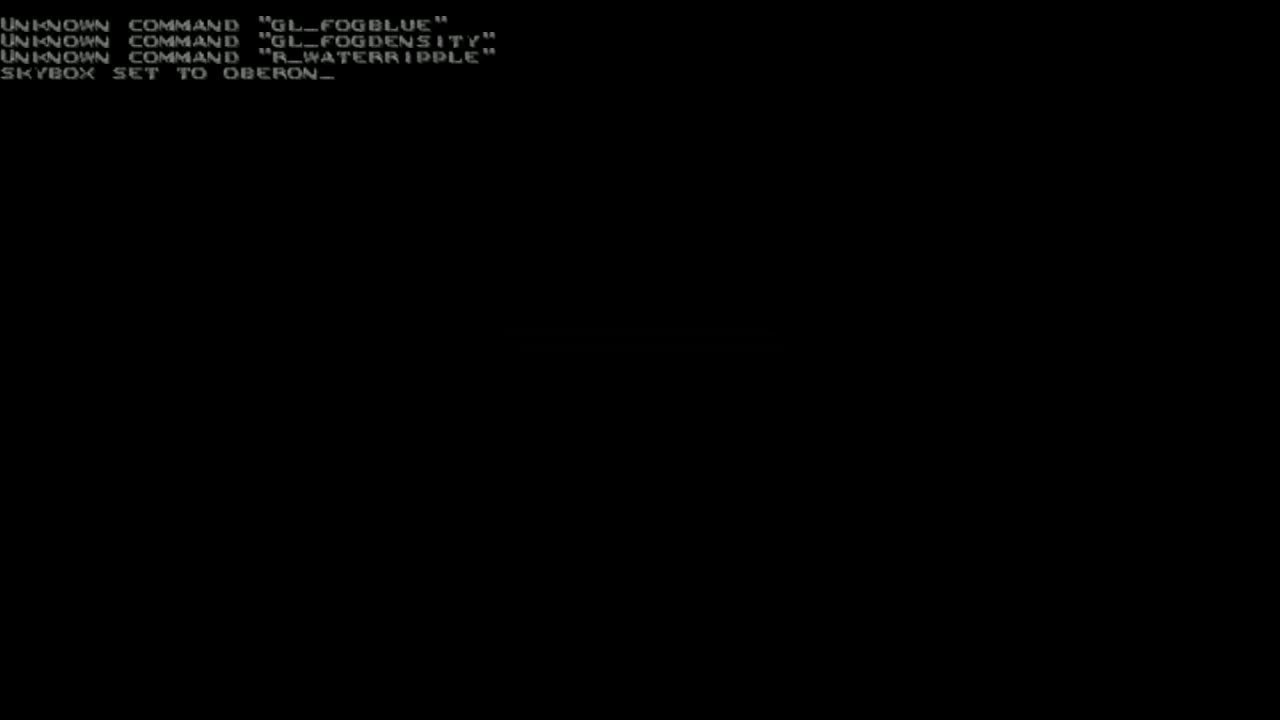 UNKNOWN COMMAND "GL_FOGBLUE"
UNKNOWN COMMAND "GL_FOGDENSITY"
UNKNOWN COMMAND "R_WATERRIPPLE"
SKYBOX SET TO OBERON_